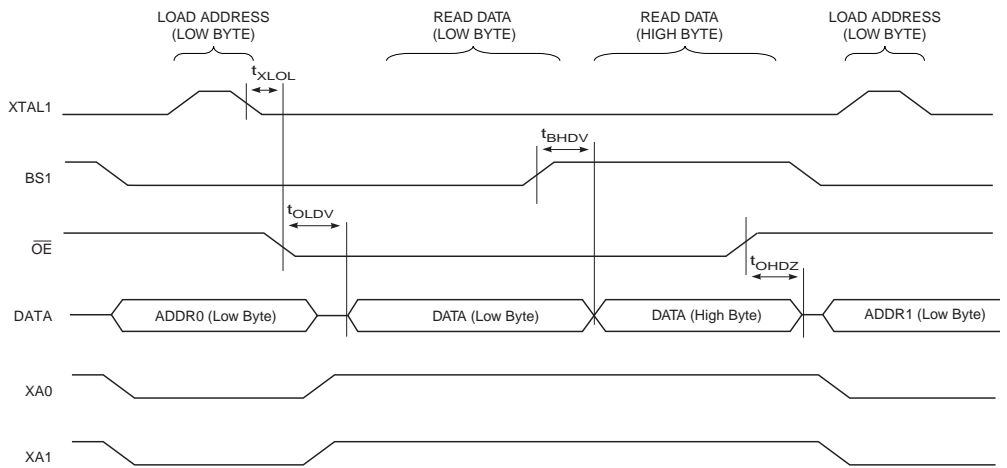 LOAD ADDRESS
(LOW BYTE)
READ DATA
(LOW BYTE)
READ DATA
(HIGH BYTE)
LOAD ADDRESS
(LOW BYTE)
tXLOL
XTAL1
tBHDV
BS1
tOLDV
OE
tOHDZ
DATA
ADDR0 (Low Byte)
DATA (Low Byte)
DATA (High Byte)
ADDR1 (Low Byte)
XA0
XA1